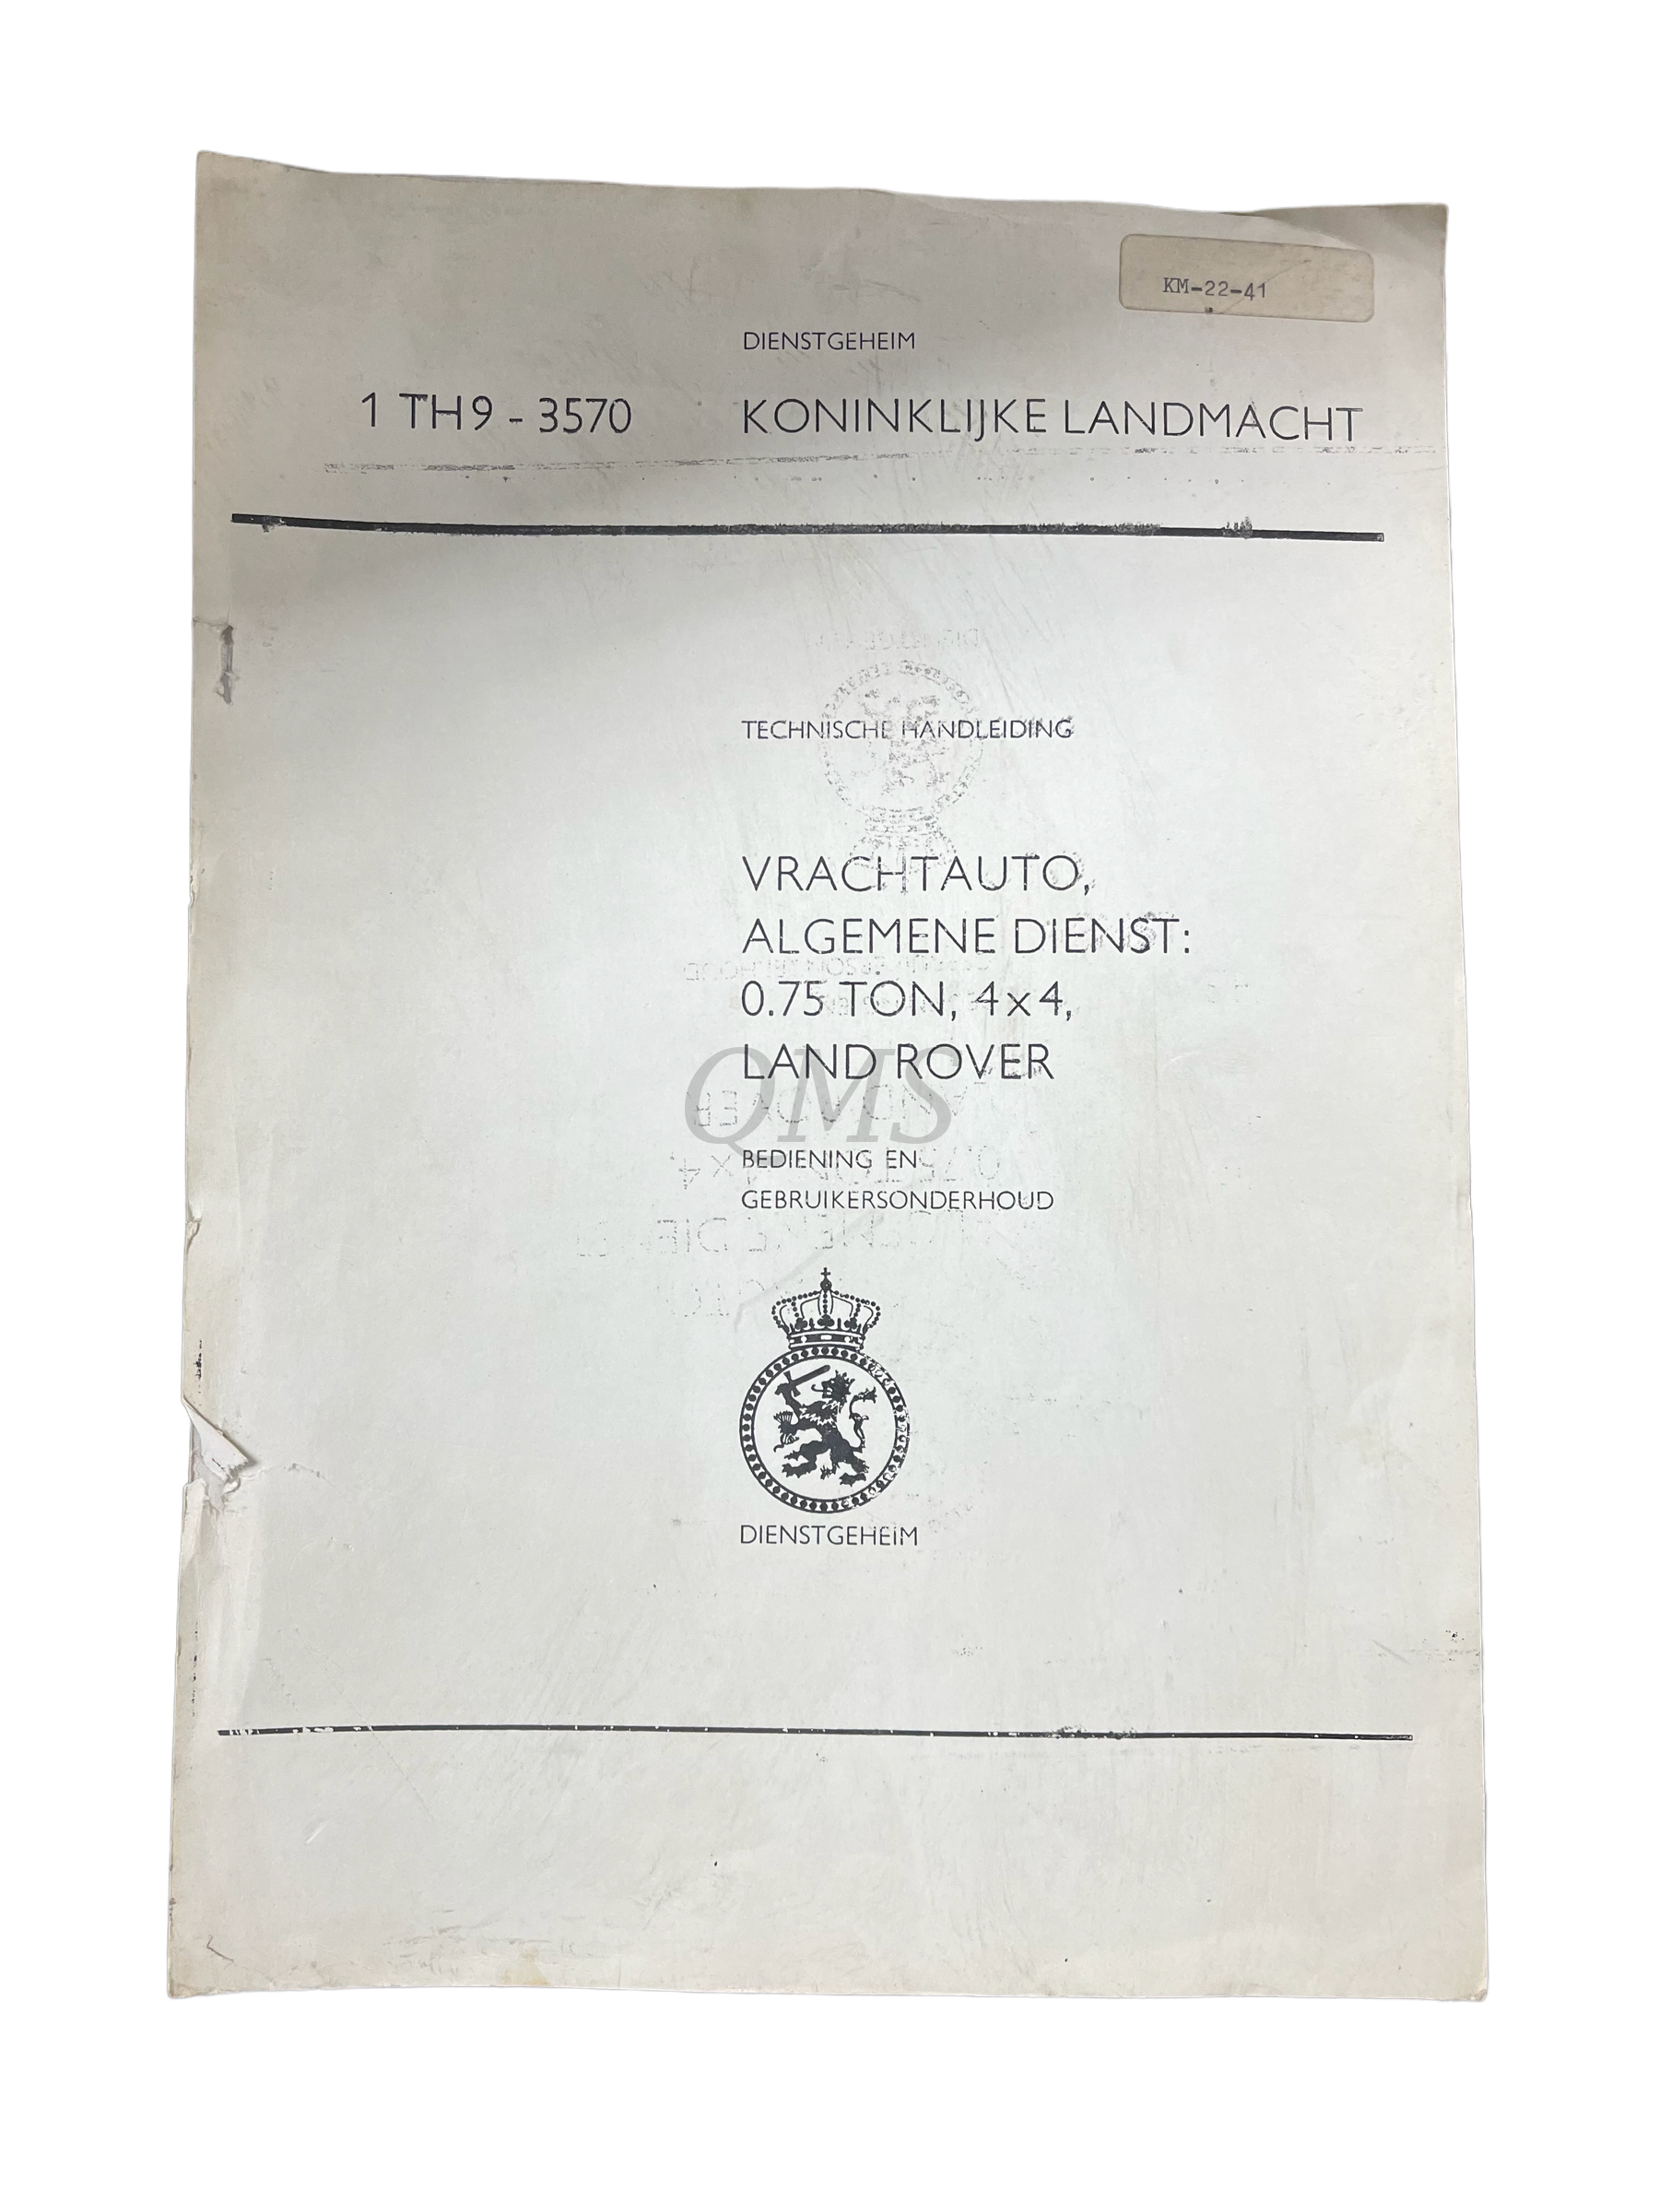 KM-22-41
DIENSTGEHEIM
1 TH9 - 3570 KONINKLIJKE LANDMACHT
TECHNISCHE HANDLEIDING
VRACHTAUTO,
ALGEMENE DIENST:
0.75 TON, 4x4,
LAND ROVER
QMS
BEDIENING EN
GEBRUIKERSONDERHOUD
DIENSTGEHEIM